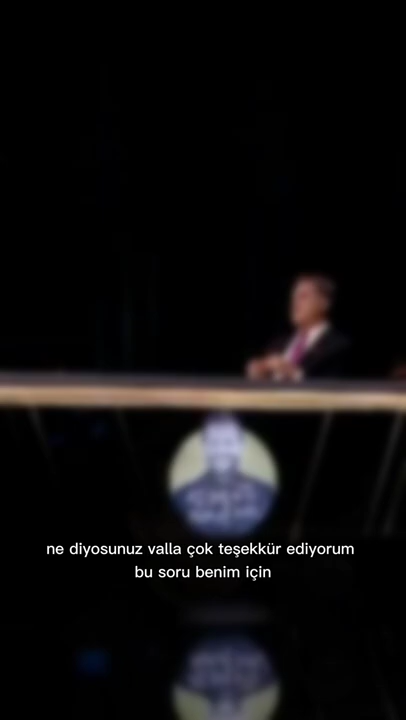 ne diyosunuz valla çok teşekkür ediyorum
bu soru benim için